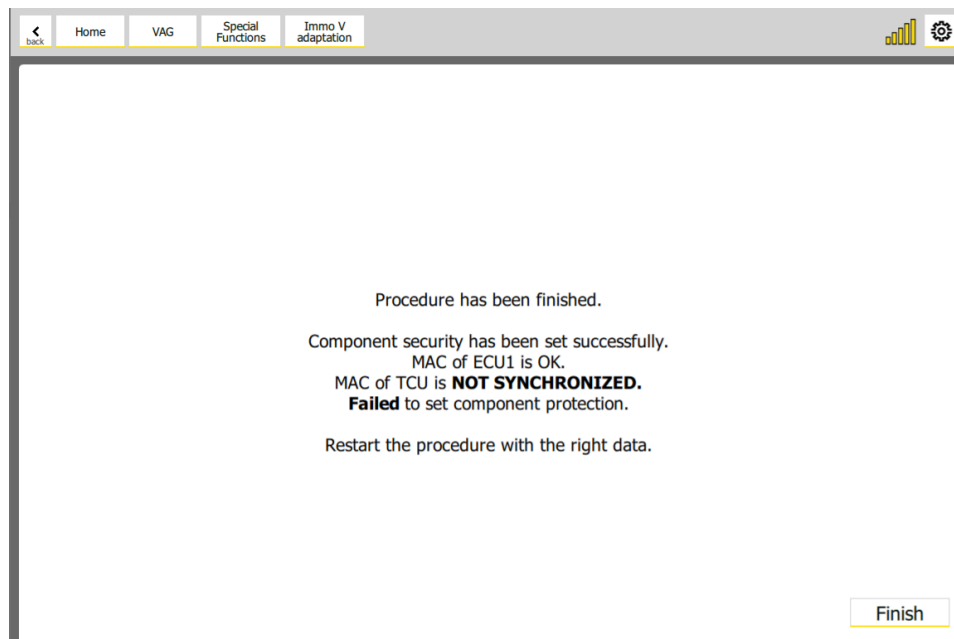 back
Home
VAG
Special
Functions
Immo V
adaptation
Procedure has been finished.
Component security has been set successfully.
MAC of ECU1 is OK.
MAC of TCU is NOT SYNCHRONIZED.
Failed to set component protection.
Restart the procedure with the right data.
Finish